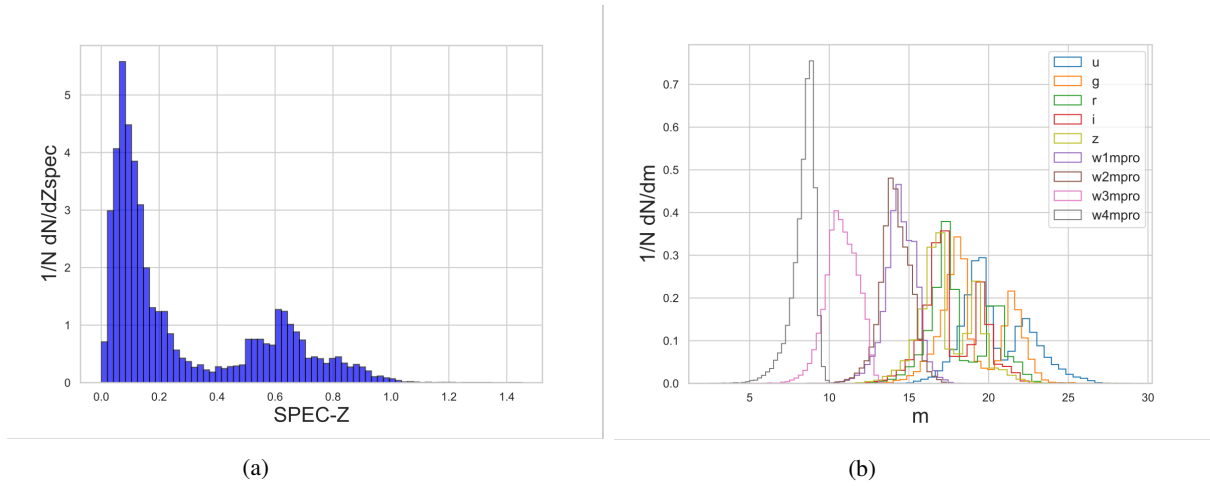 1/N dN/dZspec
5
4
3
2
1
0
0.0 0.2 0.4 0.6 0.8 1.0 1.2 1.4
SPEC-Z
(a)
1/N dN/dm
0.7
0.6
0.5
0.4
0.3
0.2
0.1
0.0
10 15 20 25 30
m
u
g
r
i
z
w1mpro
w2mpro
w3mpro
w4mpro
(b)